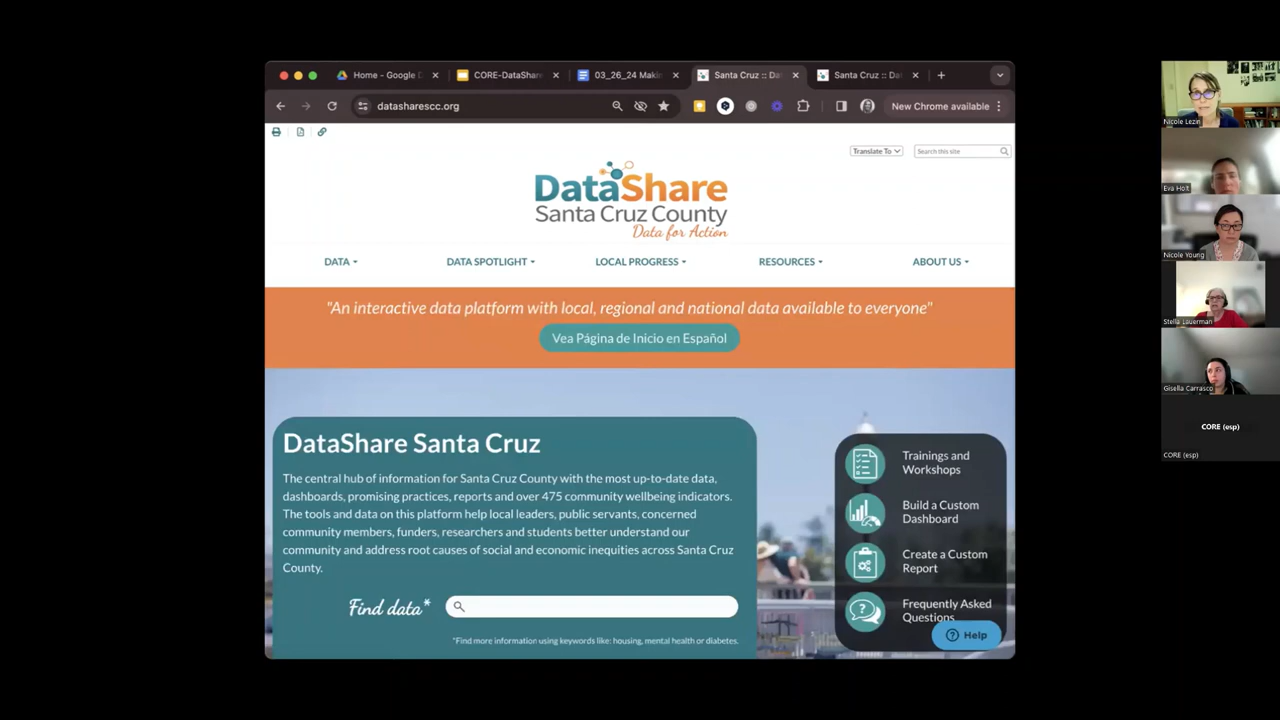 Home - Google D
CORE-DataShare
03_26_24 Makin
Santa Cruz :: Dat
Santa Cruz :: Dat
datasharescc.org
New Chrome available
Translate To
Search this site
DataShare
Santa Cruz County
Data for Action
DATA
DATA SPOTLIGHT
LOCAL PROGRESS
RESOURCES
ABOUT US
"An interactive data platform with local, regional and national data available to everyone"
Vea Página de Inicio en Español
DataShare Santa Cruz
The central hub of information for Santa Cruz County with the most up-to-date data,
dashboards, promising practices, reports and over 475 community wellbeing indicators.
The tools and data on this platform help local leaders, public servants, concerned
community members, funders, researchers and students better understand our
community and address root causes of social and economic inequities across Santa Cruz
County.
Find data*
*Find more information using keywords like: housing, mental health or diabetes.
Trainings and
Workshops
Build a Custom
Dashboard
Create a Custom
Report
Frequently Asked
Questions
Help
Nicole Lezin
Eva Holt
Nicole Young
Stella Lauerman
Gisella Carrasco
CORE (esp)
CORE (esp)